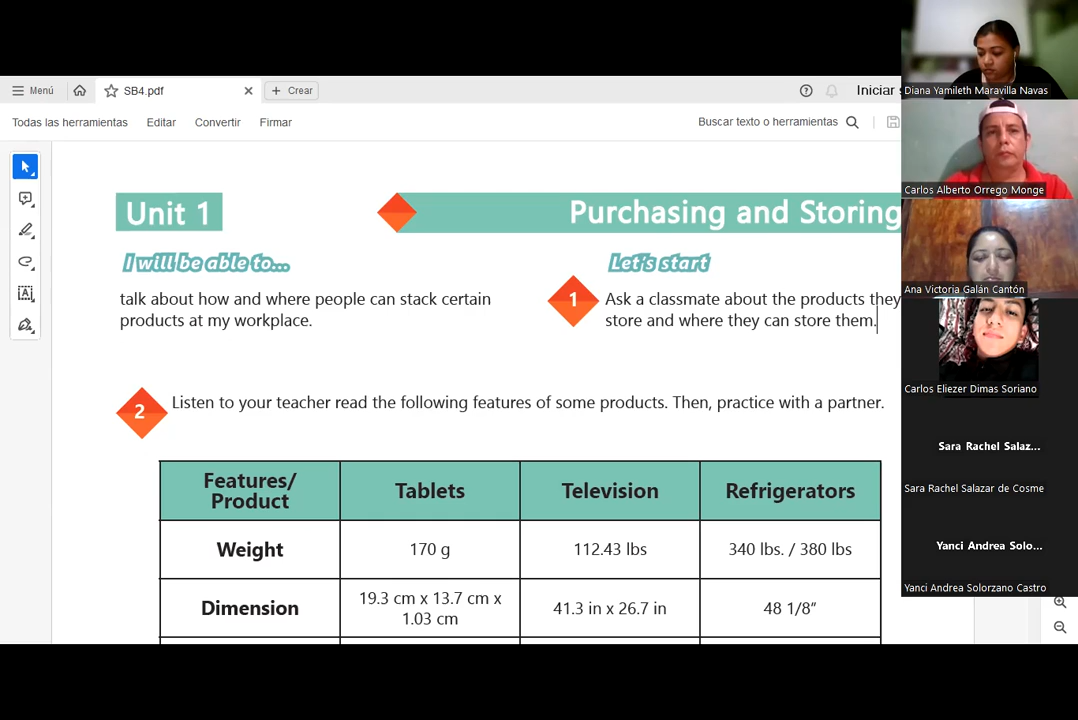 Menú
SB4.pdf
Crear
Iniciar
Todas las herramientas
Editar
Convertir
Firmar
Buscar texto o herramientas
Unit 1
Purchasing and Storing
I will be able to...
Let's start
talk about how and where people can stack certain
products at my workplace.
1
Ask a classmate about the products they
store and where they can store them.
2
Listen to your teacher read the following features of some products. Then, practice with a partner.
Features/ Tablets Television Refrigerators
Product
Weight 170 g 112.43 lbs 340 lbs. / 380 lbs
Dimension 19.3 cm x 13.7 cm x 41.3 in x 26.7 in 48 1/8”
1.03 cm
Diana Yamileth Maravilla Navas
Carlos Alberto Orrego Monge
Ana Victoria Galán Cantón
Carlos Eliezer Dimas Soriano
Sara Rachel Salaz...
Sara Rachel Salazar de Cosme
Yanci Andrea Solo...
Yanci Andrea Solorzano Castro